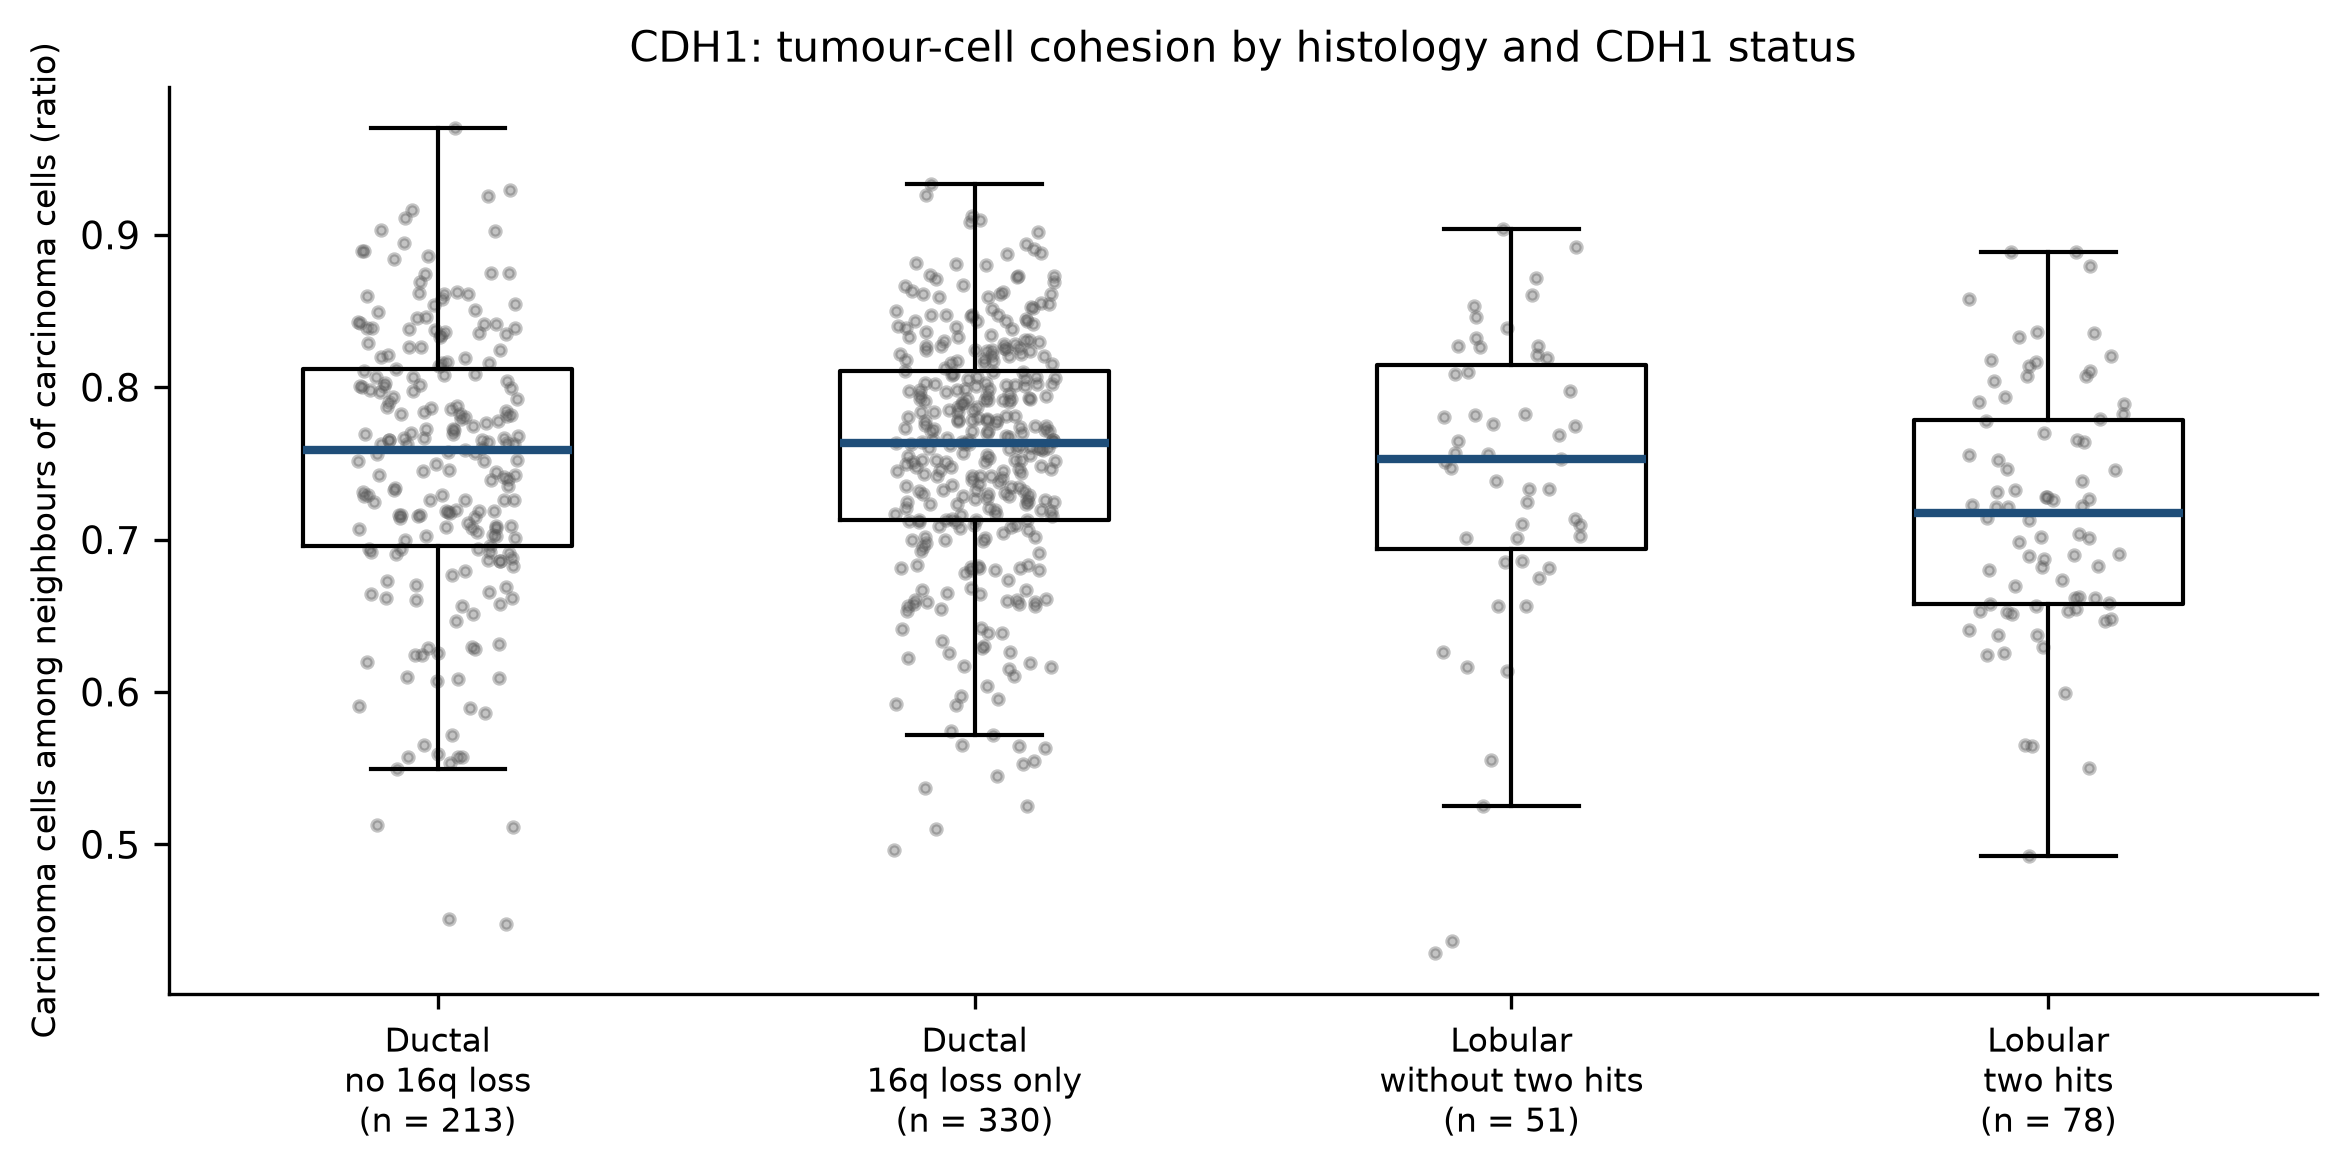 CDH1: tumour-cell cohesion by histology and CDH1 status
Carcinoma cells among neighbours of carcinoma cells (ratio)
0.9
0.8
0.7
0.6
0.5
Ductal
no 16q loss
(n = 213)
Ductal
16q loss only
(n = 330)
Lobular
without two hits
(n = 51)
Lobular
two hits
(n = 78)